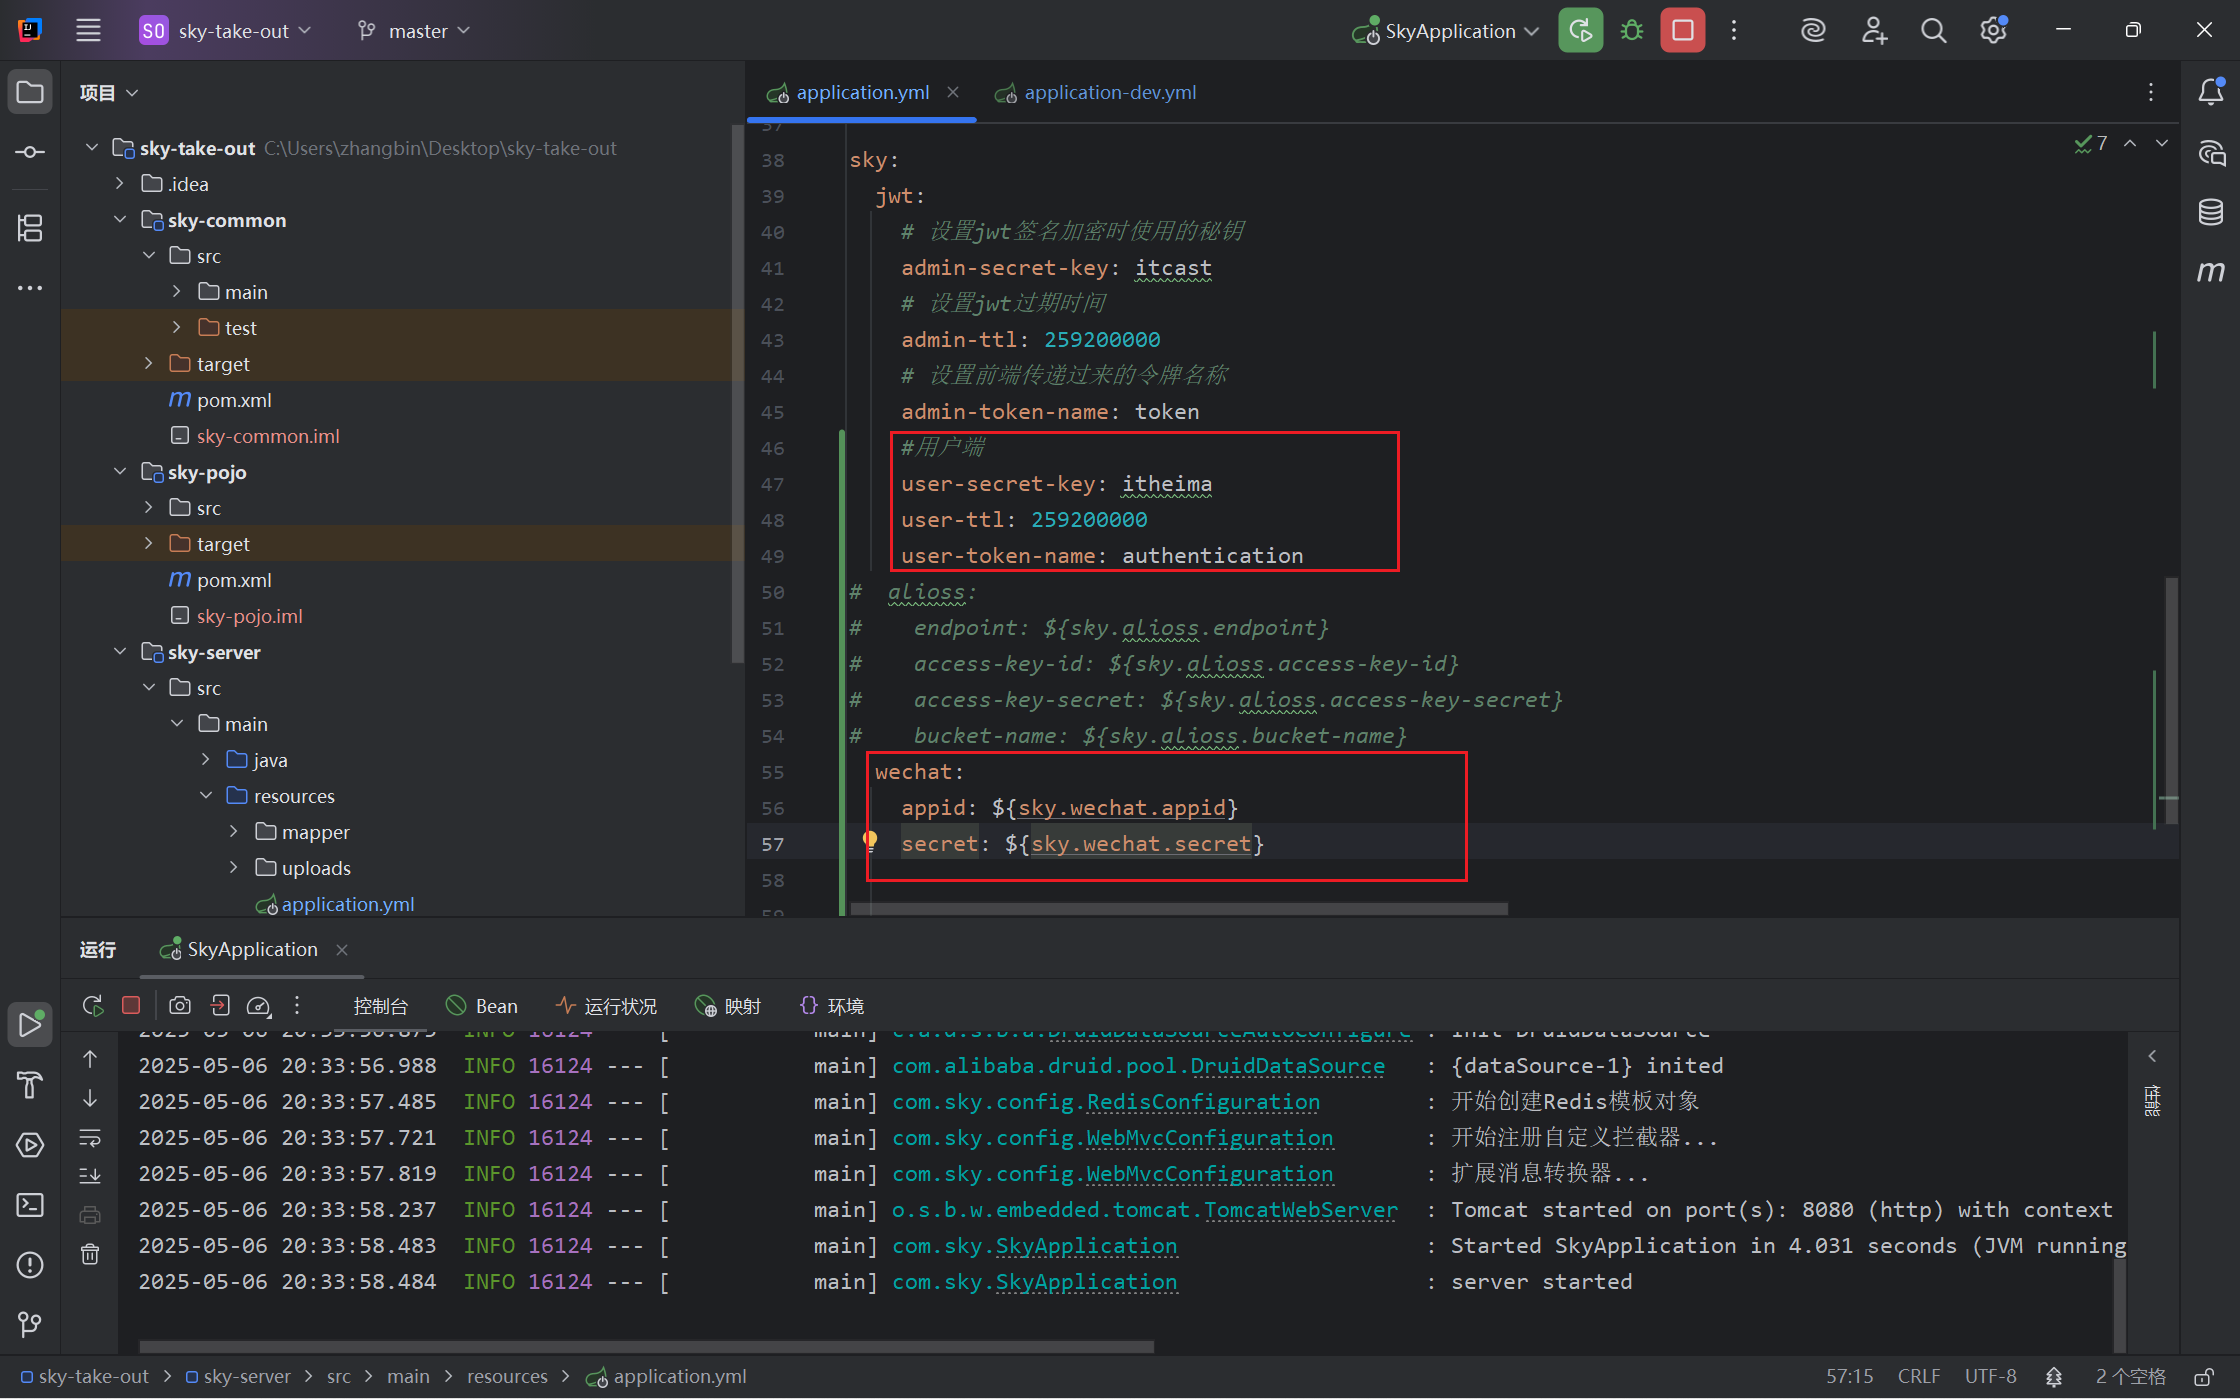 SO sky-take-out master SkyApplication
项目
application.yml application-dev.yml
sky-take-out C:\Users\zhangbin\Desktop\sky-take-out
.idea
sky-common
src
main
test
target
pom.xml
sky-common.iml
sky-pojo
src
target
pom.xml
sky-pojo.iml
sky-server
src
main
java
resources
mapper
uploads
application.yml
7
37
38 sky:
39 jwt:
40 # 设置jwt签名加密时使用的秘钥
41 admin-secret-key: itcast
42 # 设置jwt过期时间
43 admin-ttl: 259200000
44 # 设置前端传递过来的令牌名称
45 admin-token-name: token
46 #用户端
47 user-secret-key: itheima
48 user-ttl: 259200000
49 user-token-name: authentication
50 # alioss:
51 # endpoint: ${sky.alioss.endpoint}
52 # access-key-id: ${sky.alioss.access-key-id}
53 # access-key-secret: ${sky.alioss.access-key-secret}
54 # bucket-name: ${sky.alioss.bucket-name}
55 wechat:
56 appid: ${sky.wechat.appid}
57 secret: ${sky.wechat.secret}
58
59
运行 SkyApplication
控制台 Bean 运行状况 映射 环境
2025-05-06 20:33:56.875 INFO 16124 --- [ main] c.a.d.s.b.a.DruidDataSourceAutoConfigure : Init DruidDataSource
2025-05-06 20:33:56.988 INFO 16124 --- [ main] com.alibaba.druid.pool.DruidDataSource : {dataSource-1} inited
2025-05-06 20:33:57.485 INFO 16124 --- [ main] com.sky.config.RedisConfiguration : 开始创建Redis模板对象
2025-05-06 20:33:57.721 INFO 16124 --- [ main] com.sky.config.WebMvcConfiguration : 开始注册自定义拦截器...
2025-05-06 20:33:57.819 INFO 16124 --- [ main] com.sky.config.WebMvcConfiguration : 扩展消息转换器...
2025-05-06 20:33:58.237 INFO 16124 --- [ main] o.s.b.w.embedded.tomcat.TomcatWebServer : Tomcat started on port(s): 8080 (http) with context
2025-05-06 20:33:58.483 INFO 16124 --- [ main] com.sky.SkyApplication : Started SkyApplication in 4.031 seconds (JVM running
2025-05-06 20:33:58.484 INFO 16124 --- [ main] com.sky.SkyApplication : server started
性能
sky-take-out > sky-server > src > main > resources > application.yml 57:15 CRLF UTF-8 2 个空格